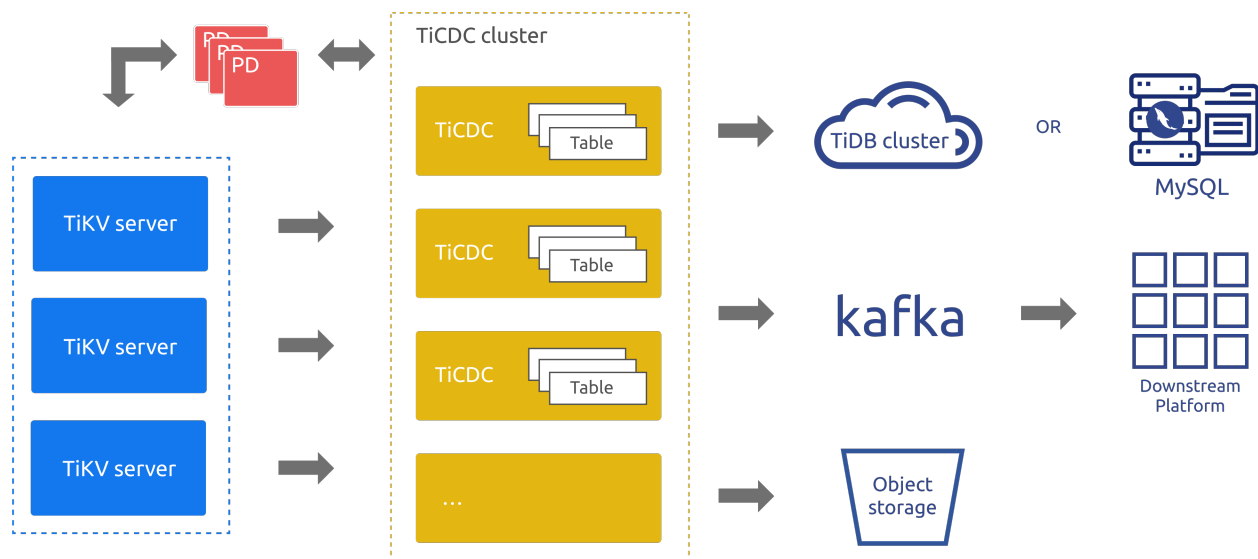 PD
PD
PD
TiCDC cluster
TiKV server
TiKV server
TiKV server
TiCDC
Table
TiCDC
Table
TiCDC
Table
...
TiDB cluster
OR
MySQL
kafka
Downstream
Platform
Object
storage